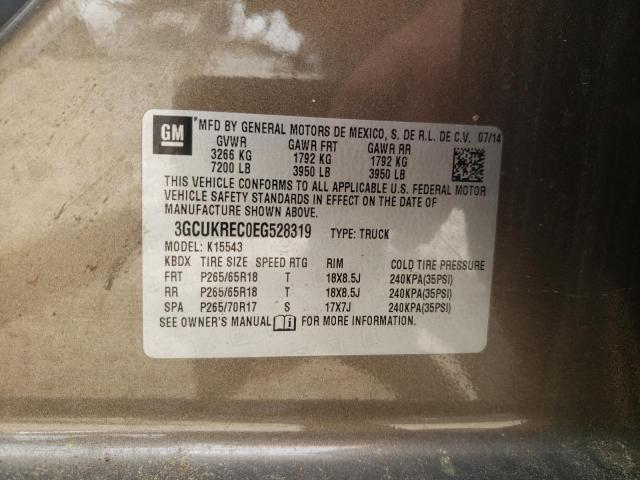 GM
*MFD BY GENERAL MOTORS DE MEXICO, S. DE R.L. DE C.V. 07/14
GVWR GAWR FRT GAWR RR
3266 KG 1792 KG 1792 KG
7200 LB 3950 LB 3950 LB
THIS VEHICLE CONFORMS TO ALL APPLICABLE U.S. FEDERAL MOTOR
VEHICLE SAFETY STANDARDS IN EFFECT ON THE DATE OF
MANUFACTURE SHOWN ABOVE.
3GCUKREC0EG528319 TYPE: TRUCK
MODEL: K15543
KBDX TIRE SIZE SPEED RTG RIM COLD TIRE PRESSURE
FRT P265/65R18 T 18X8.5J 240KPA(35PSI)
RR P265/65R18 T 18X8.5J 240KPA(35PSI)
SPA P265/70R17 S 17X7J 240KPA(35PSI)
SEE OWNER'S MANUAL FOR MORE INFORMATION.